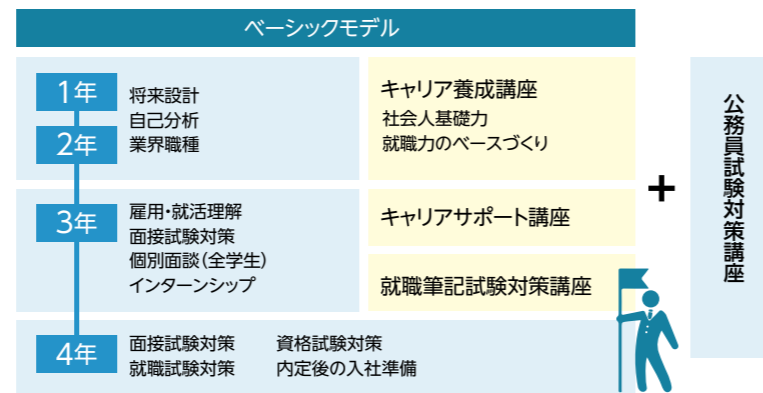 ベーシックモデル
1年
2年
将来設計
自己分析
業界職種
キャリア養成講座
社会人基礎力
就職力のベースづくり
3年
雇用・就活理解
面接試験対策
個別面談(全学生)
インターンシップ
キャリアサポート講座
就職筆記試験対策講座
4年
面接試験対策
就職試験対策
資格試験対策
内定後の入社準備
+
公務員試験対策講座